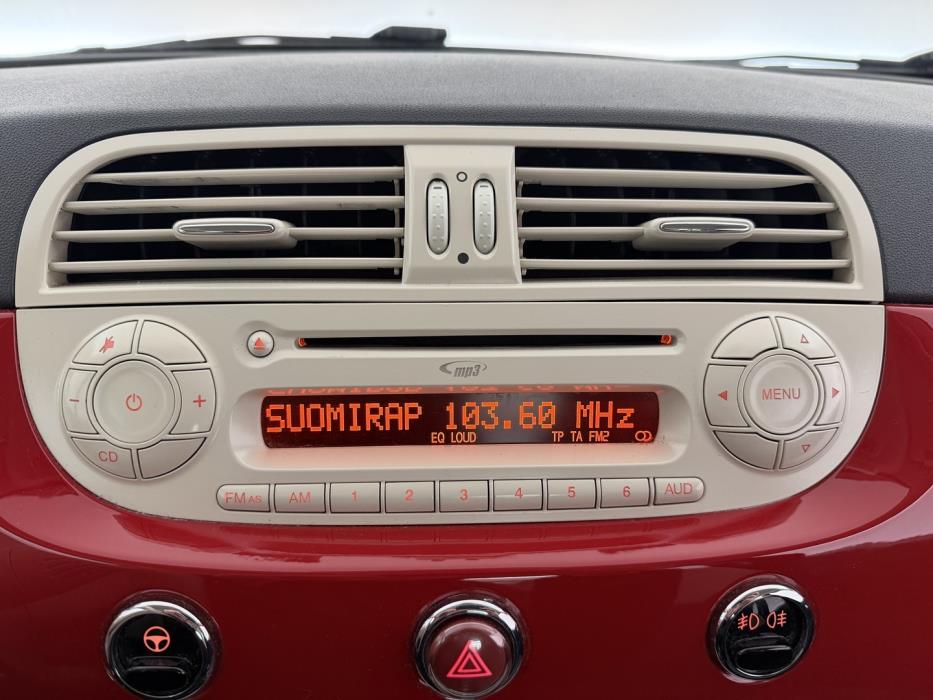 mp3
SUOMIRAP 103.60 MHz
EQ LOUD TP TA FM2
MENU
CD
FM AS AM 1 2 3 4 5 6 AUD